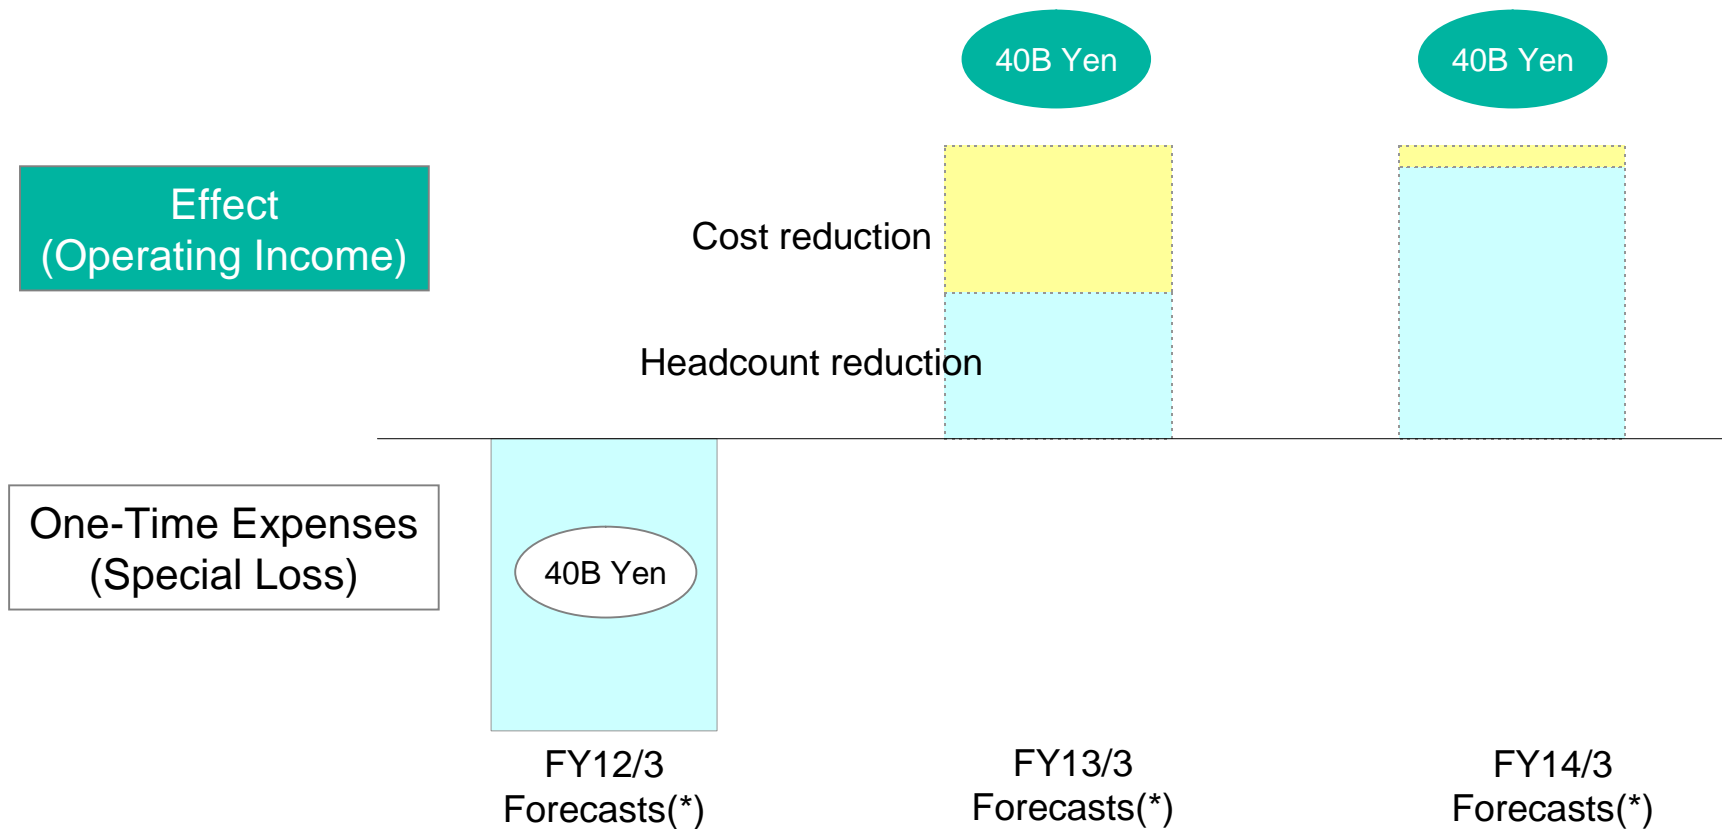 40B Yen
40B Yen
Effect
(Operating Income)
Cost reduction
Headcount reduction
One-Time Expenses
(Special Loss)
40B Yen
FY12/3
Forecasts(*)
FY13/3
Forecasts(*)
FY14/3
Forecasts(*)